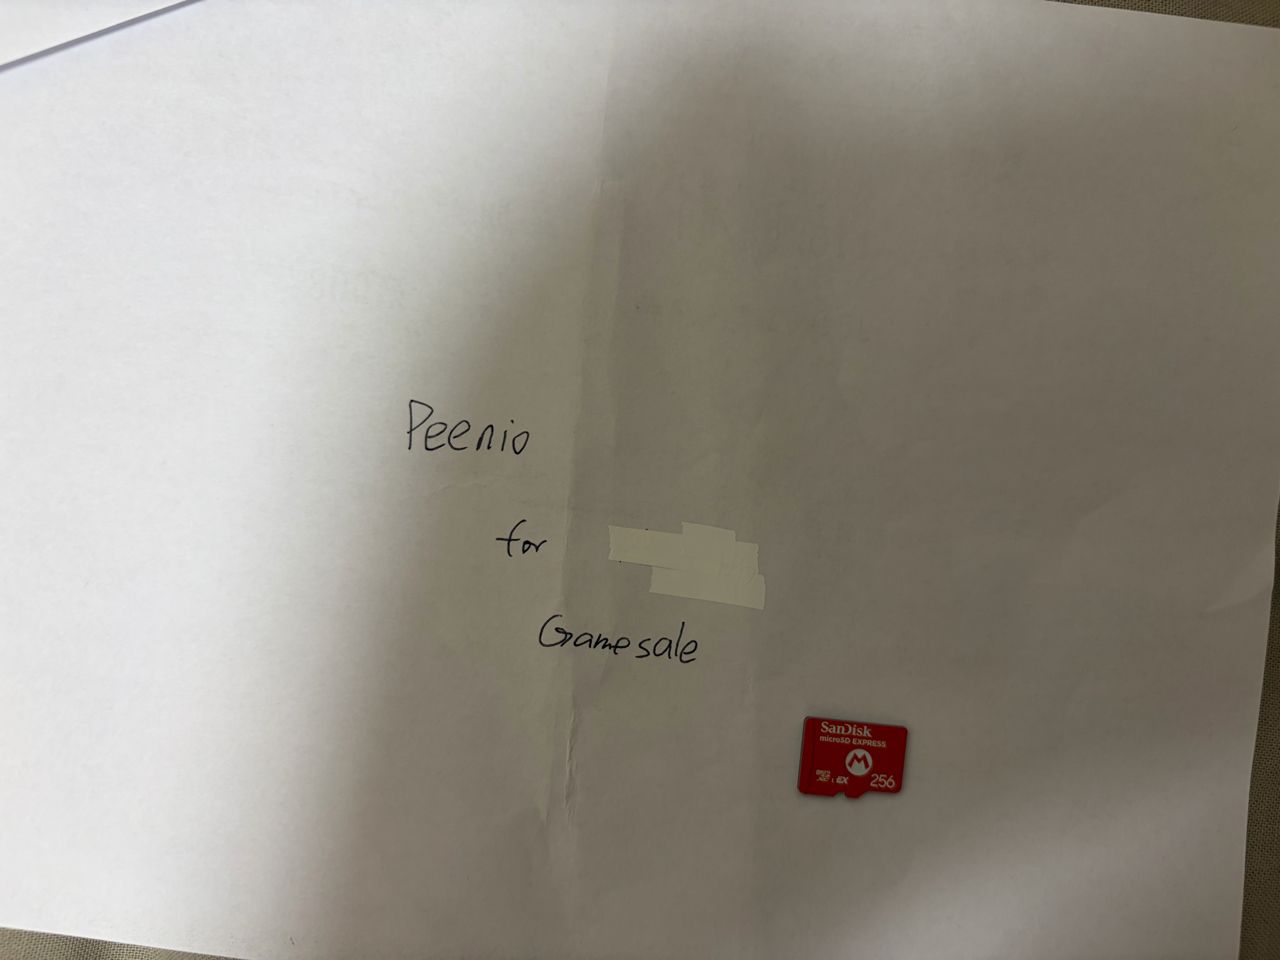 Peenio
for
Gamesale
SanDisk
microSD EXPRESS
256